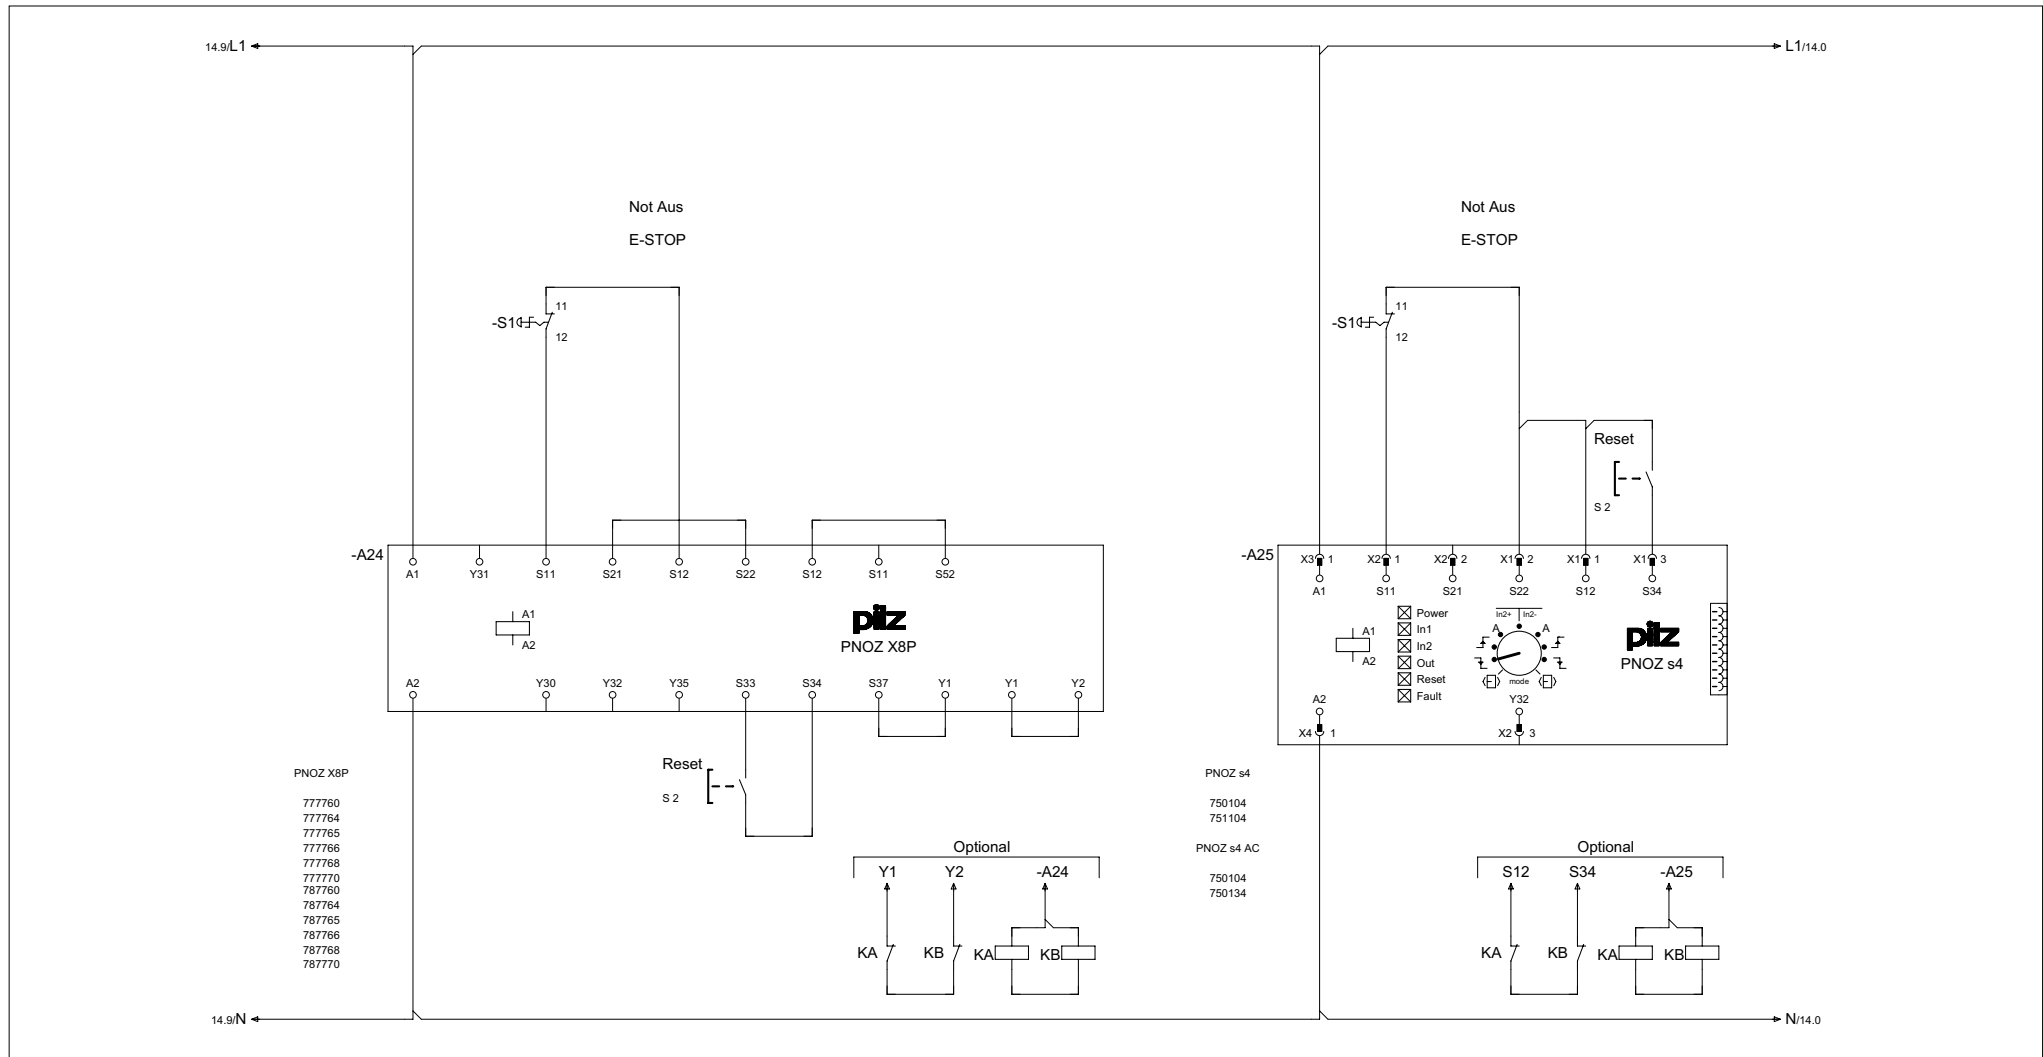 14.9/L1
L1/14.0
Not Aus
E-STOP
Not Aus
E-STOP
-S1
11
12
-S1
11
12
Reset
S 2
-A24
A1 Y31 S11 S21 S12 S22 S12 S11 S52
A1
A2
pilz
PNOZ X8P
A2 Y30 Y32 Y35 S33 S34 S37 Y1 Y1 Y2
-A25
X3 1 X2 1 X2 2 X1 2 X1 1 X1 3
A1 S11 S21 S22 S12 S34
A1
A2
Power
In1
In2
Out
Reset
Fault
In2+ In2-
A A
mode
pilz
PNOZ s4
A2 Y32
X4 1 X2 3
Reset
S 2
PNOZ X8P
777760
777764
777765
777766
777768
777770
787760
787764
787765
787766
787768
787770
Optional
Y1 Y2 -A24
KA KB KA KB
PNOZ s4
750104
751104
PNOZ s4 AC
750104
750134
Optional
S12 S34 -A25
KA KB KA KB
14.9/N
N/14.0